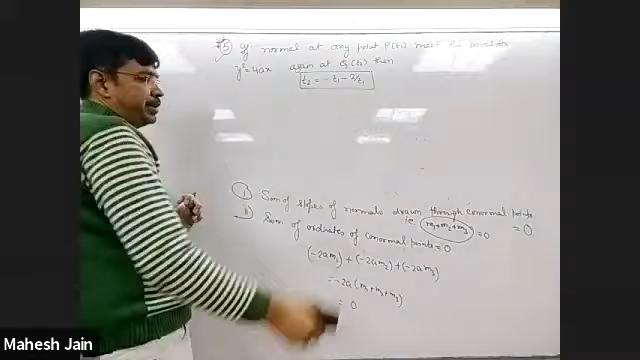 ⑤ If normal at any point P(t₁) meet the parabola
y² = 4ax again at Q(t₂) then
t₂ = - t₁ - 2/t₁
① Sum of slopes of normals drawn through conormal points = 0
ie. m₁+m₂+m₃ = 0
Sum of ordinates of conormal points = 0
(-2am₁) + (-2am₂) + (-2am₃)
= -2a(m₁+m₂+m₃)
= 0
Mahesh Jain